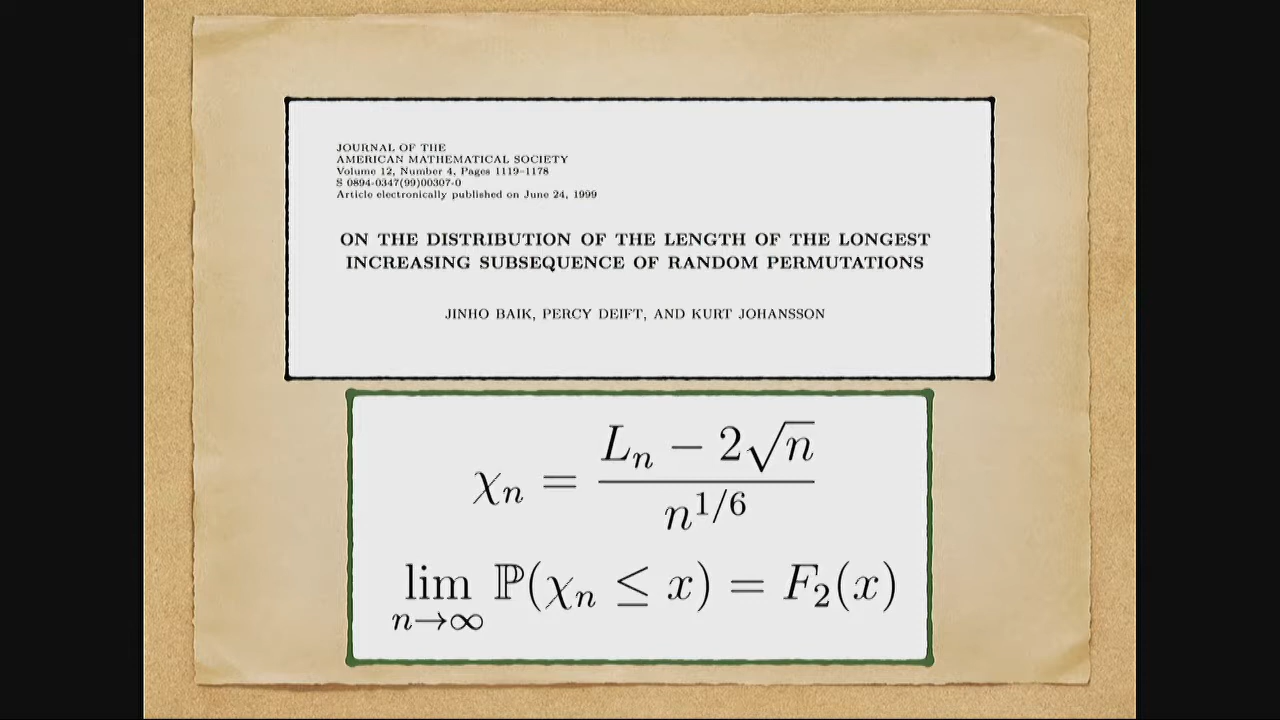 JOURNAL OF THE
AMERICAN MATHEMATICAL SOCIETY
Volume 12, Number 4, Pages 1119–1178
S 0894-0347(99)00307-0
Article electronically published on June 24, 1999
ON THE DISTRIBUTION OF THE LENGTH OF THE LONGEST
INCREASING SUBSEQUENCE OF RANDOM PERMUTATIONS
JINHO BAIK, PERCY DEIFT, AND KURT JOHANSSON
χₙ = (Lₙ − 2√n) / n^{1/6}
lim_{n→∞} ℙ(χₙ ≤ x) = F₂(x)